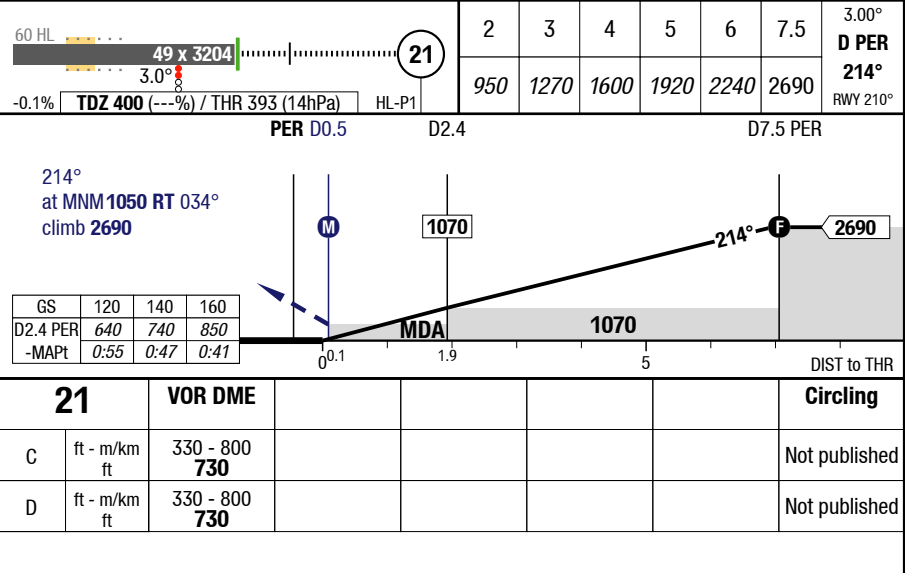 60 HL
49 x 3204
21
3.0°
-0.1%
TDZ 400 (---%) / THR 393 (14hPa)
HL-P1
2 3 4 5 6 7.5
950 1270 1600 1920 2240 2690
3.00°
D PER
214°
RWY 210°
PER D0.5
D2.4
D7.5 PER
214°
at MNM 1050 RT 034°
climb 2690
M
1070
214°
F
2690
GS 120 140 160
D2.4 PER 640 740 850
-MAPt 0:55 0:47 0:41
MDA
1070
0 0.1 1.9 5
DIST to THR
21 VOR DME Circling
C ft - m/km 330 - 800 Not published
ft 730
D ft - m/km 330 - 800 Not published
ft 730